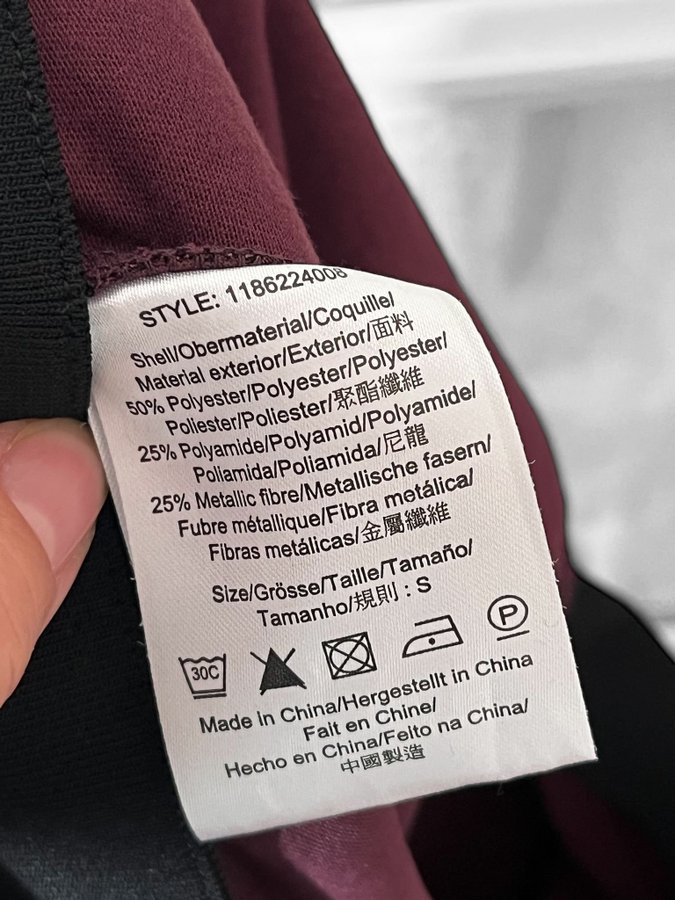 STYLE: 1186224008
Shell/Obermaterial/Coquille/
Material exterior/Exterior/面料
50% Polyester/Polyester/Polyester/
Poliester/Poliester/聚酯纖維
25% Polyamide/Polyamid/Polyamide/
Poliamida/Poliamida/尼龍
25% Metallic fibre/Metallische fasern/
Fubre métallique/Fibra metálica/
Fibras metálicas/金屬纖維
Size/Grösse/Taille/Tamaño/
Tamanho/規則 : S
30C P
Made in China/Hergestellt in China
Fait en Chine/
Hecho en China/Felto na China/
中國製造